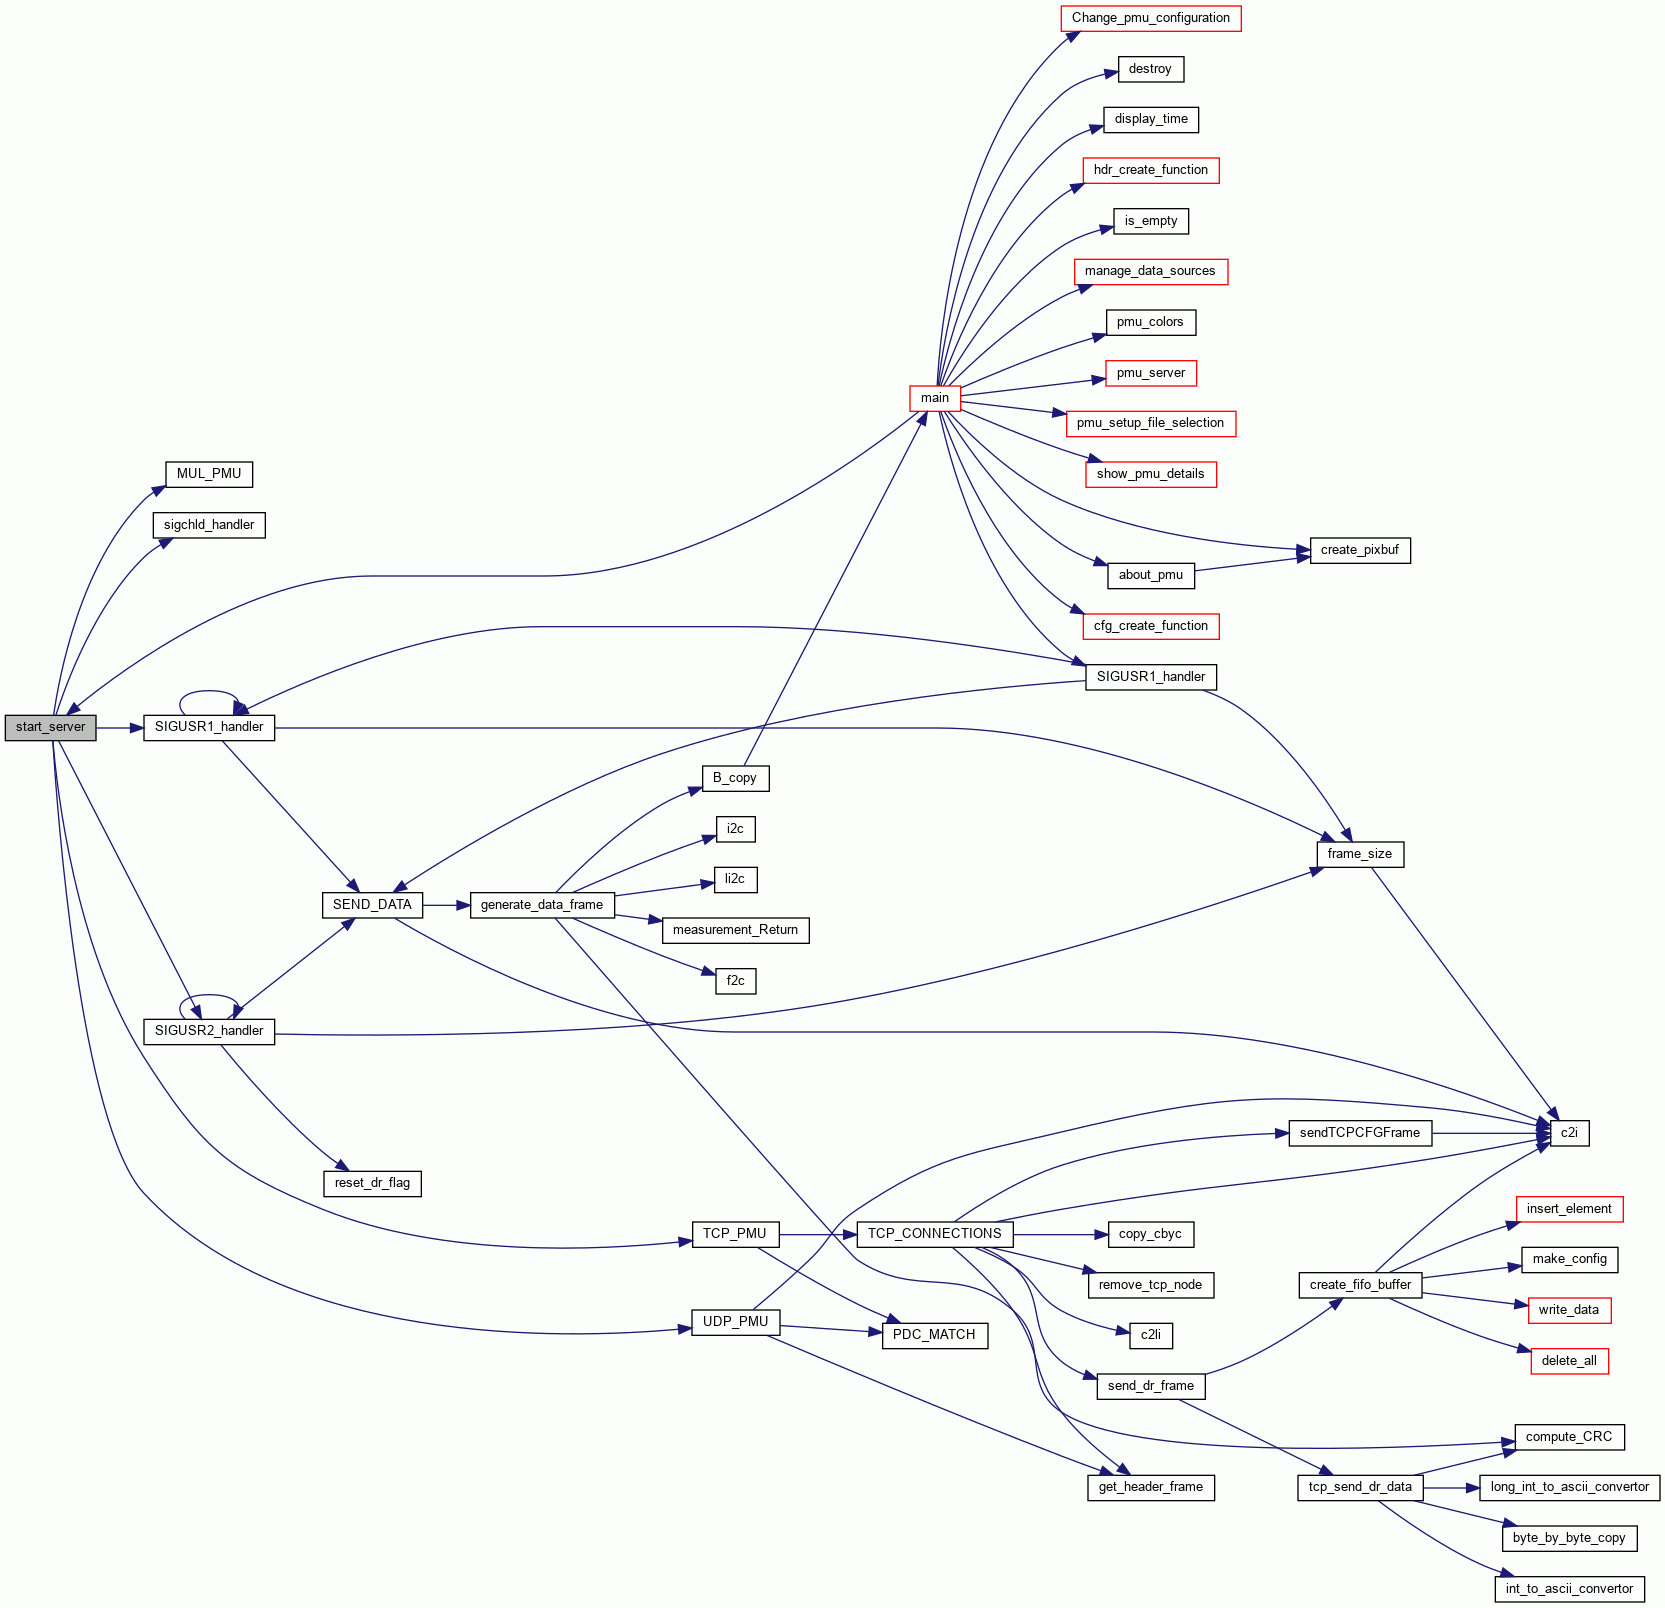 Change_pmu_configuration
destroy
display_time
hdr_create_function
is_empty
manage_data_sources
pmu_colors
pmu_server
main
pmu_setup_file_selection
show_pmu_details
MUL_PMU
sigchld_handler
create_pixbuf
about_pmu
cfg_create_function
SIGUSR1_handler
start_server
SIGUSR1_handler
B_copy
i2c
frame_size
li2c
SEND_DATA
generate_data_frame
measurement_Return
f2c
SIGUSR2_handler
sendTCPCFGFrame
c2i
reset_dr_flag
insert_element
TCP_PMU
TCP_CONNECTIONS
copy_cbyc
make_config
remove_tcp_node
create_fifo_buffer
write_data
UDP_PMU
PDC_MATCH
c2li
delete_all
send_dr_frame
compute_CRC
get_header_frame
tcp_send_dr_data
long_int_to_ascii_convertor
byte_by_byte_copy
int_to_ascii_convertor